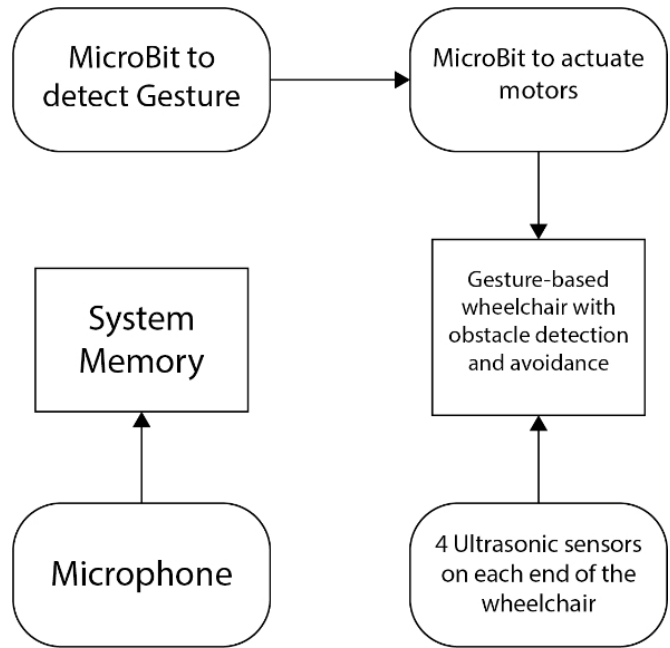 MicroBit to
detect Gesture
MicroBit to actuate
motors
System
Memory
Gesture-based
wheelchair with
obstacle detection
and avoidance
Microphone
4 Ultrasonic sensors
on each end of the
wheelchair